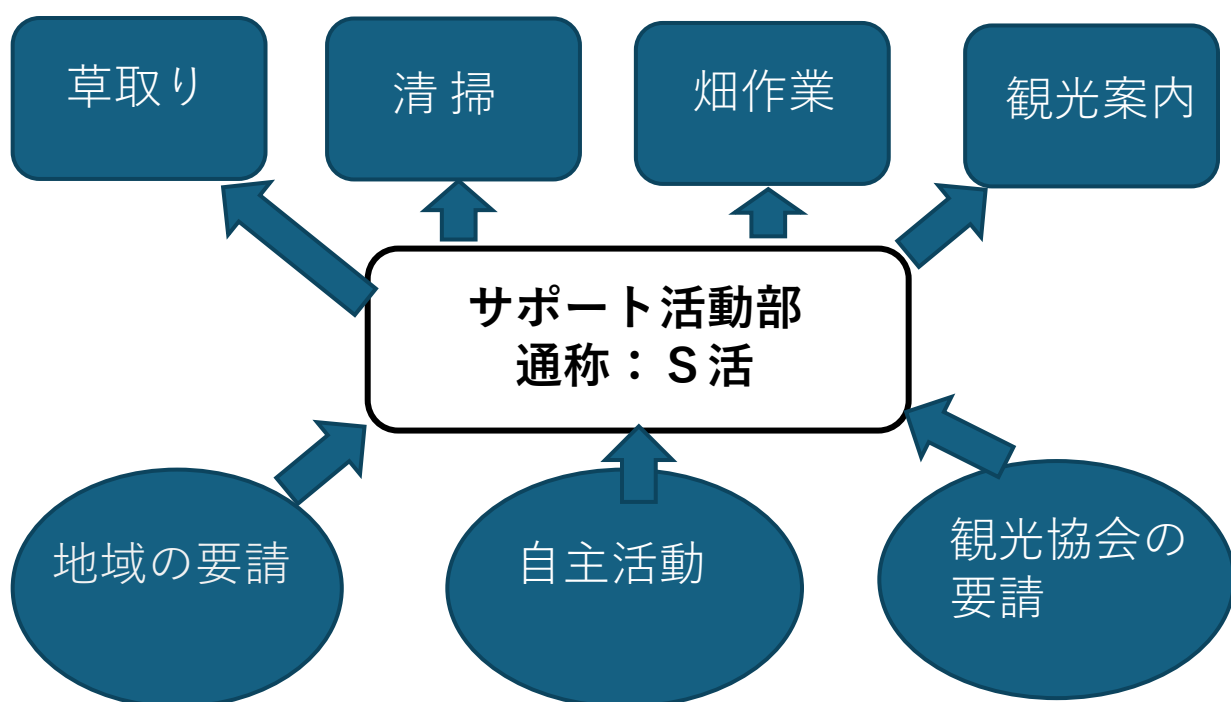 草取り
清 掃
畑作業
観光案内
サポート活動部
通称：Ｓ活
地域の要請
自主活動
観光協会の
要請